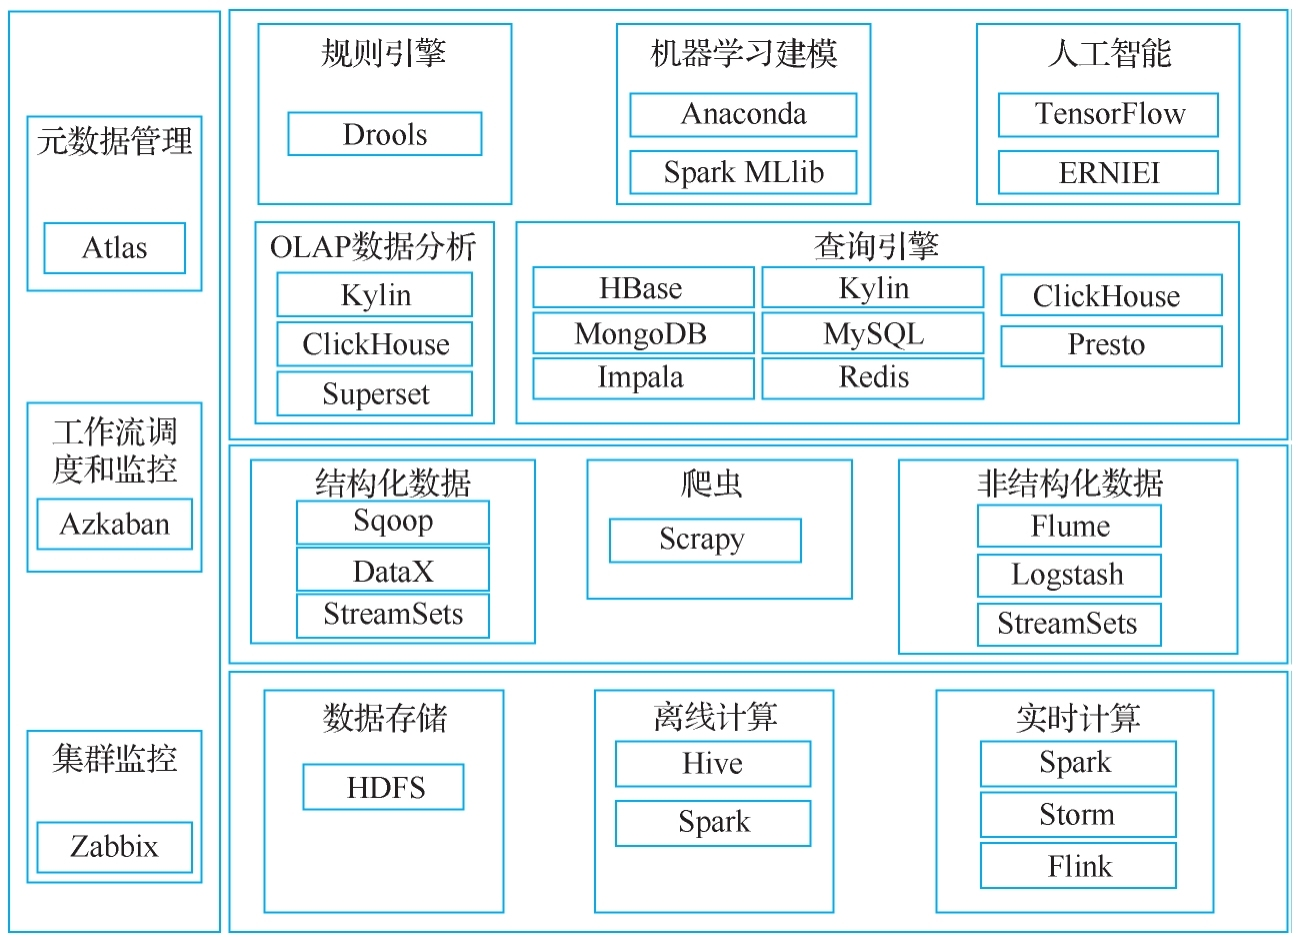 元数据管理
Atlas
工作流调
度和监控
Azkaban
集群监控
Zabbix
规则引擎
Drools
机器学习建模
Anaconda
Spark MLlib
人工智能
TensorFlow
ERNIEI
OLAP数据分析
Kylin
ClickHouse
Superset
查询引擎
HBase
MongoDB
Impala
Kylin
MySQL
Redis
ClickHouse
Presto
结构化数据
Sqoop
DataX
StreamSets
爬虫
Scrapy
非结构化数据
Flume
Logstash
StreamSets
数据存储
HDFS
离线计算
Hive
Spark
实时计算
Spark
Storm
Flink